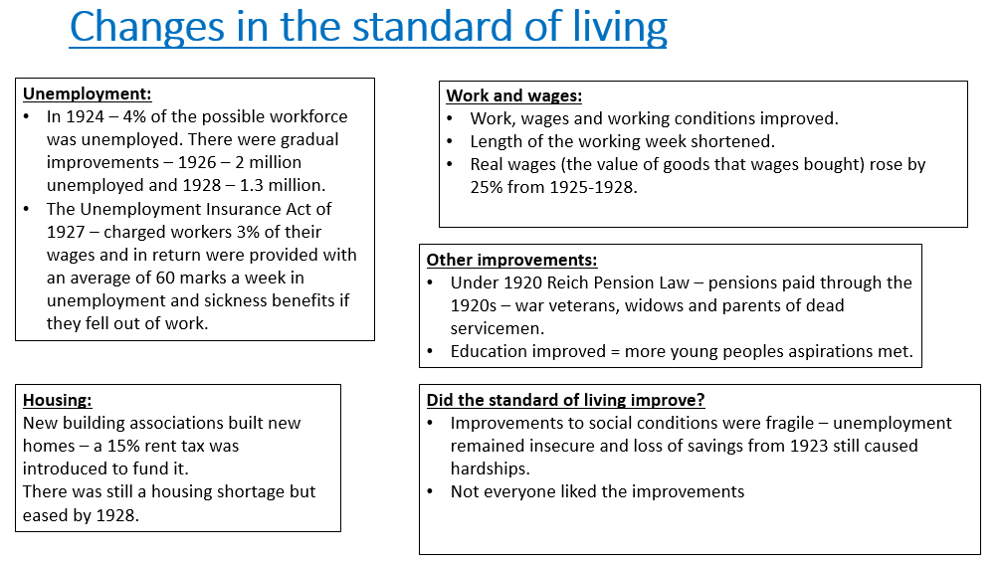 Changes in the standard of living
Unemployment:
• In 1924 – 4% of the possible workforce
was unemployed. There were gradual
improvements – 1926 – 2 million
unemployed and 1928 – 1.3 million.
• The Unemployment Insurance Act of
1927 – charged workers 3% of their
wages and in return were provided with
an average of 60 marks a week in
unemployment and sickness benefits if
they fell out of work.
Work and wages:
• Work, wages and working conditions improved.
• Length of the working week shortened.
• Real wages (the value of goods that wages bought) rose by
25% from 1925-1928.
Other improvements:
• Under 1920 Reich Pension Law – pensions paid through the
1920s – war veterans, widows and parents of dead
servicemen.
• Education improved = more young peoples aspirations met.
Housing:
New building associations built new
homes – a 15% rent tax was
introduced to fund it.
There was still a housing shortage but
eased by 1928.
Did the standard of living improve?
• Improvements to social conditions were fragile – unemployment
remained insecure and loss of savings from 1923 still caused
hardships.
• Not everyone liked the improvements